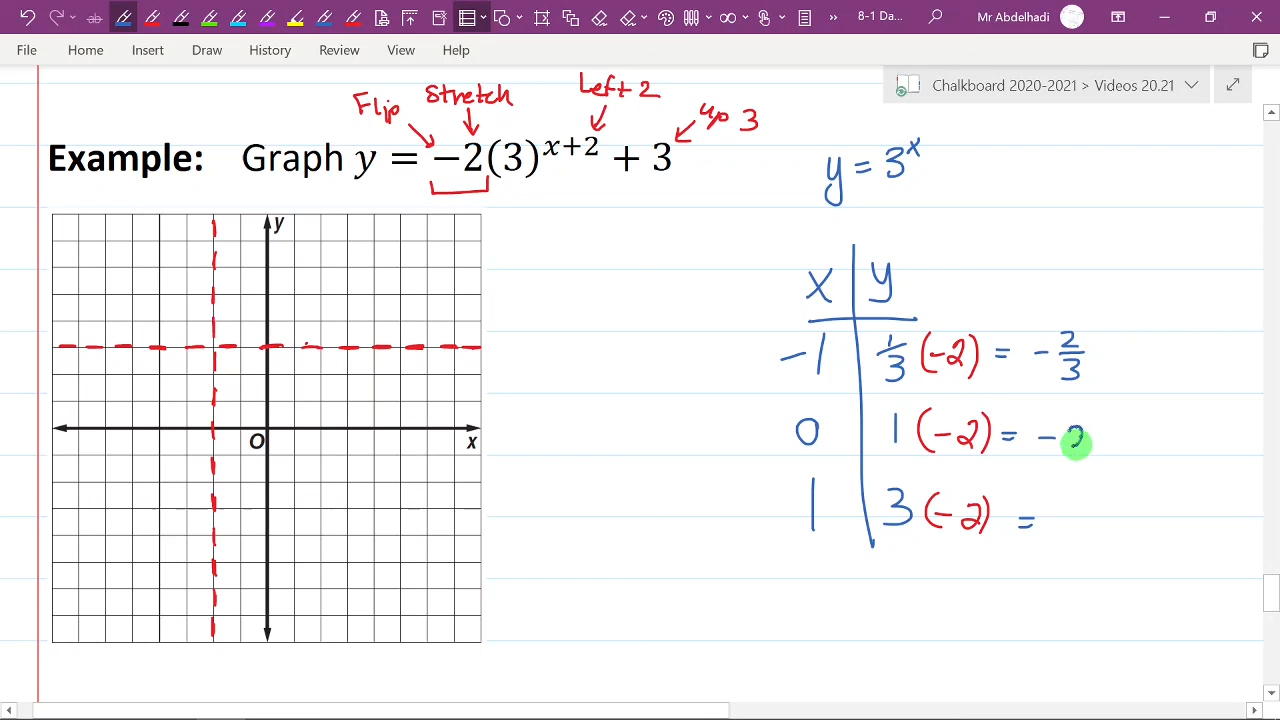 8-1 Da...
Mr Abdelhadi
File Home Insert Draw History Review View Help
Chalkboard 2020-2021 > Videos 20.21
Flip
Stretch
Left 2
up 3
Example: Graph y = −2(3)^{x+2} + 3
y = 3^x
y
O
x
x y
-1 1/3 (-2) = - 2/3
0 1 (-2) = -
1 3 (-2) =